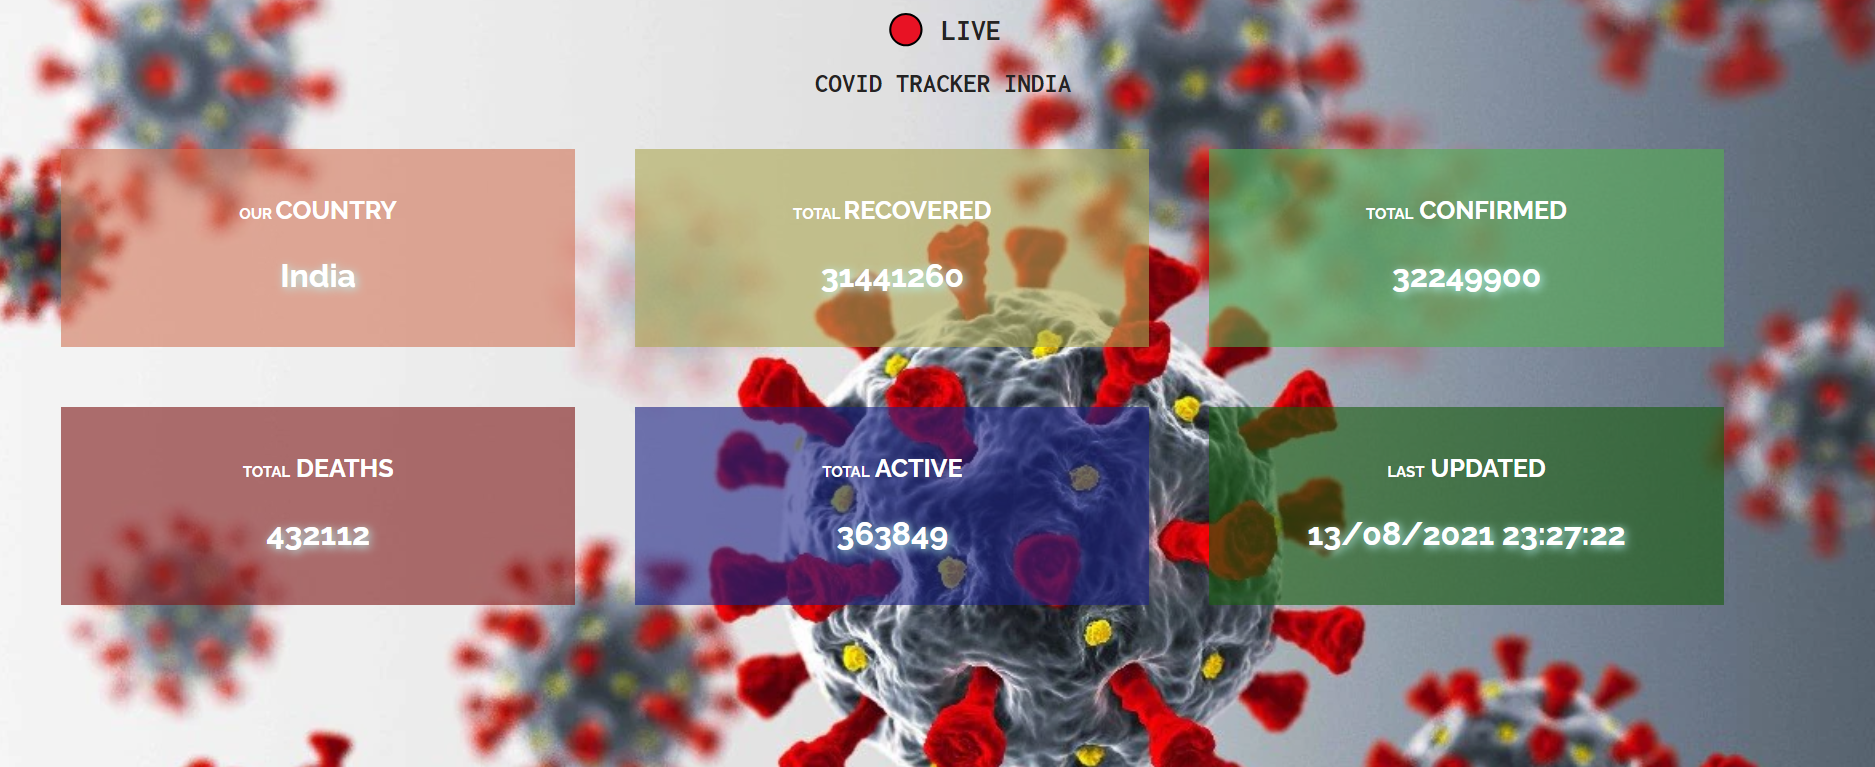 LIVE
COVID TRACKER INDIA
OUR COUNTRY
India
TOTAL RECOVERED
31441260
TOTAL CONFIRMED
32249900
TOTAL DEATHS
432112
TOTAL ACTIVE
363849
LAST UPDATED
13/08/2021 23:27:22